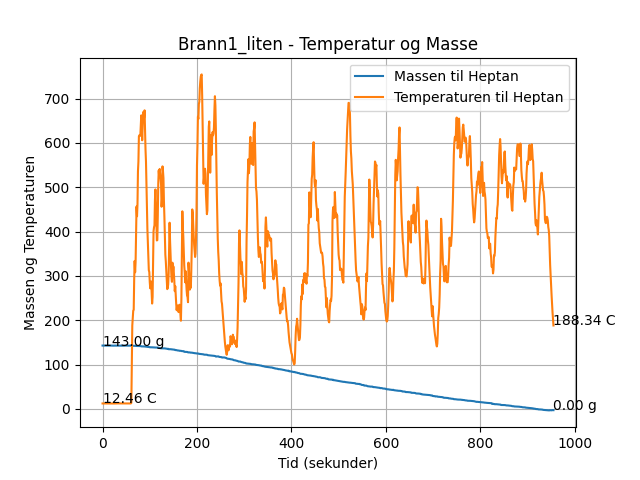 Brann1_liten - Temperatur og Masse
Massen til Heptan
Temperaturen til Heptan
Massen og Temperaturen
700
600
500
400
300
200
100
0
143.00 g
12.46 C
188.34 C
0.00 g
0 200 400 600 800 1000
Tid (sekunder)